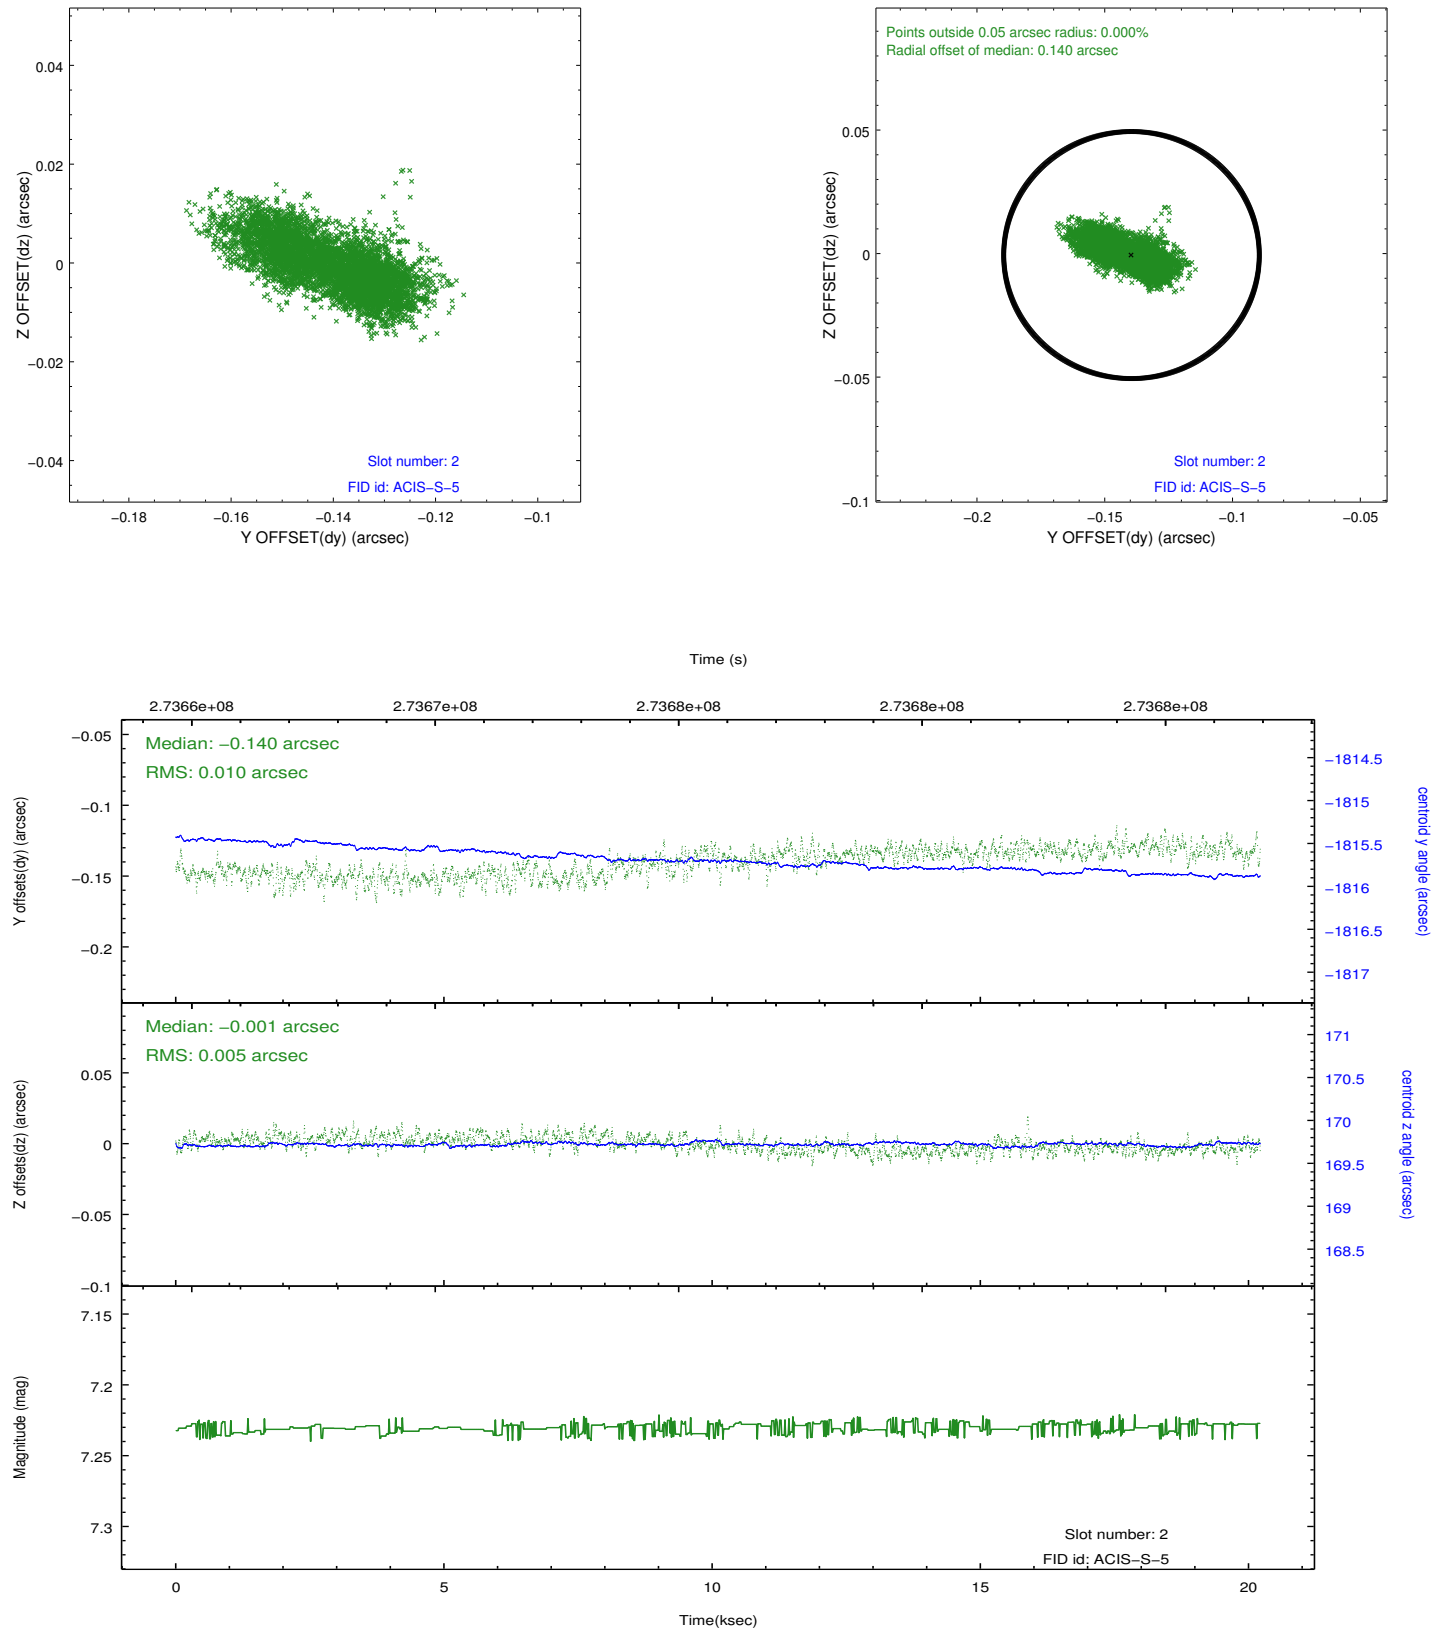 0.04
0.02
0
−0.02
−0.04
Z OFFSET(dz) (arcsec)
Slot number: 2
FID id: ACIS−S−5
−0.18 −0.16 −0.14 −0.12 −0.1
Y OFFSET(dy) (arcsec)
Points outside 0.05 arcsec radius: 0.000%
Radial offset of median: 0.140 arcsec
0.05
0
−0.05
−0.1
Z OFFSET(dz) (arcsec)
Slot number: 2
FID id: ACIS−S−5
−0.2 −0.15 −0.1 −0.05
Y OFFSET(dy) (arcsec)
Time (s)
2.7366e+08 2.7367e+08 2.7368e+08 2.7368e+08 2.7368e+08
Median: −0.140 arcsec
RMS: 0.010 arcsec
−0.05
−0.1
−0.15
−0.2
Y offsets(dy) (arcsec)
−1814.5
−1815
−1815.5
−1816
−1816.5
−1817
centroid y angle (arcsec)
Median: −0.001 arcsec
RMS: 0.005 arcsec
0.05
0
−0.05
−0.1
Z offsets(dz) (arcsec)
171
170.5
170
169.5
169
168.5
centroid z angle (arcsec)
7.15
7.2
7.25
7.3
Magnitude (mag)
Slot number: 2
FID id: ACIS−S−5
0 5 10 15 20
Time(ksec)